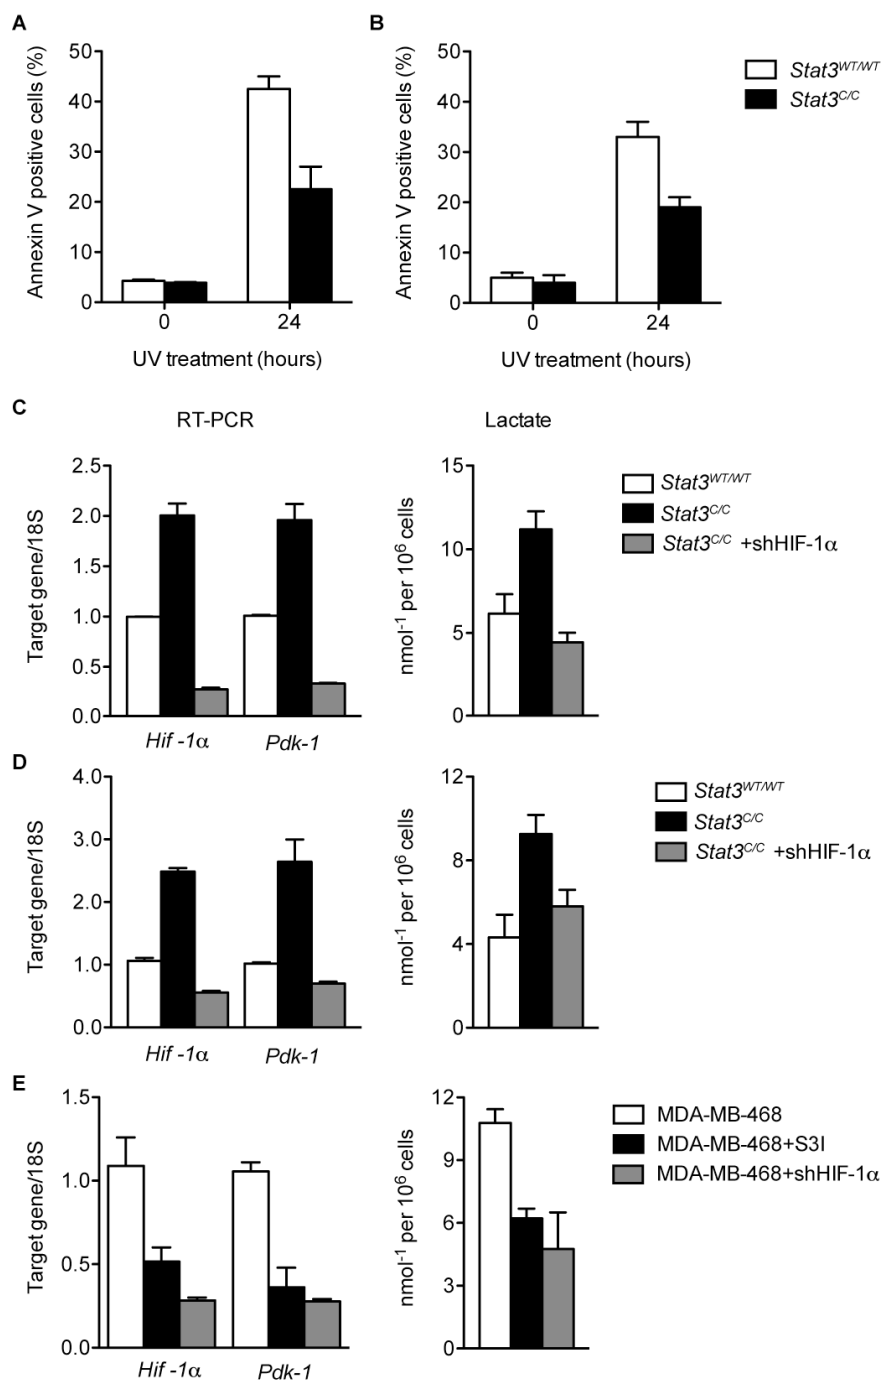 A
B
Annexin V positive cells (%)
50
40
30
20
10
0
0
24
UV treatment (hours)
Annexin V positive cells (%)
50
40
30
20
10
0
0
24
UV treatment (hours)
Stat3WT/WT
Stat3C/C
C
RT-PCR
Lactate
Target gene/18S
2.5
2.0
1.5
1.0
0.5
0.0
Hif -1α
Pdk-1
nmol-1 per 106 cells
15
10
5
0
Stat3WT/WT
Stat3C/C
Stat3C/C +shHIF-1α
D
Target gene/18S
4.0
3.0
2.0
1.0
0.0
Hif -1α
Pdk-1
nmol-1 per 106 cells
12
8
4
0
Stat3WT/WT
Stat3C/C
Stat3C/C +shHIF-1α
E
Target gene/18S
1.5
1.0
0.5
0.0
Hif -1α
Pdk-1
nmol-1 per 106 cells
12
9
6
3
0
MDA-MB-468
MDA-MB-468+S3I
MDA-MB-468+shHIF-1α